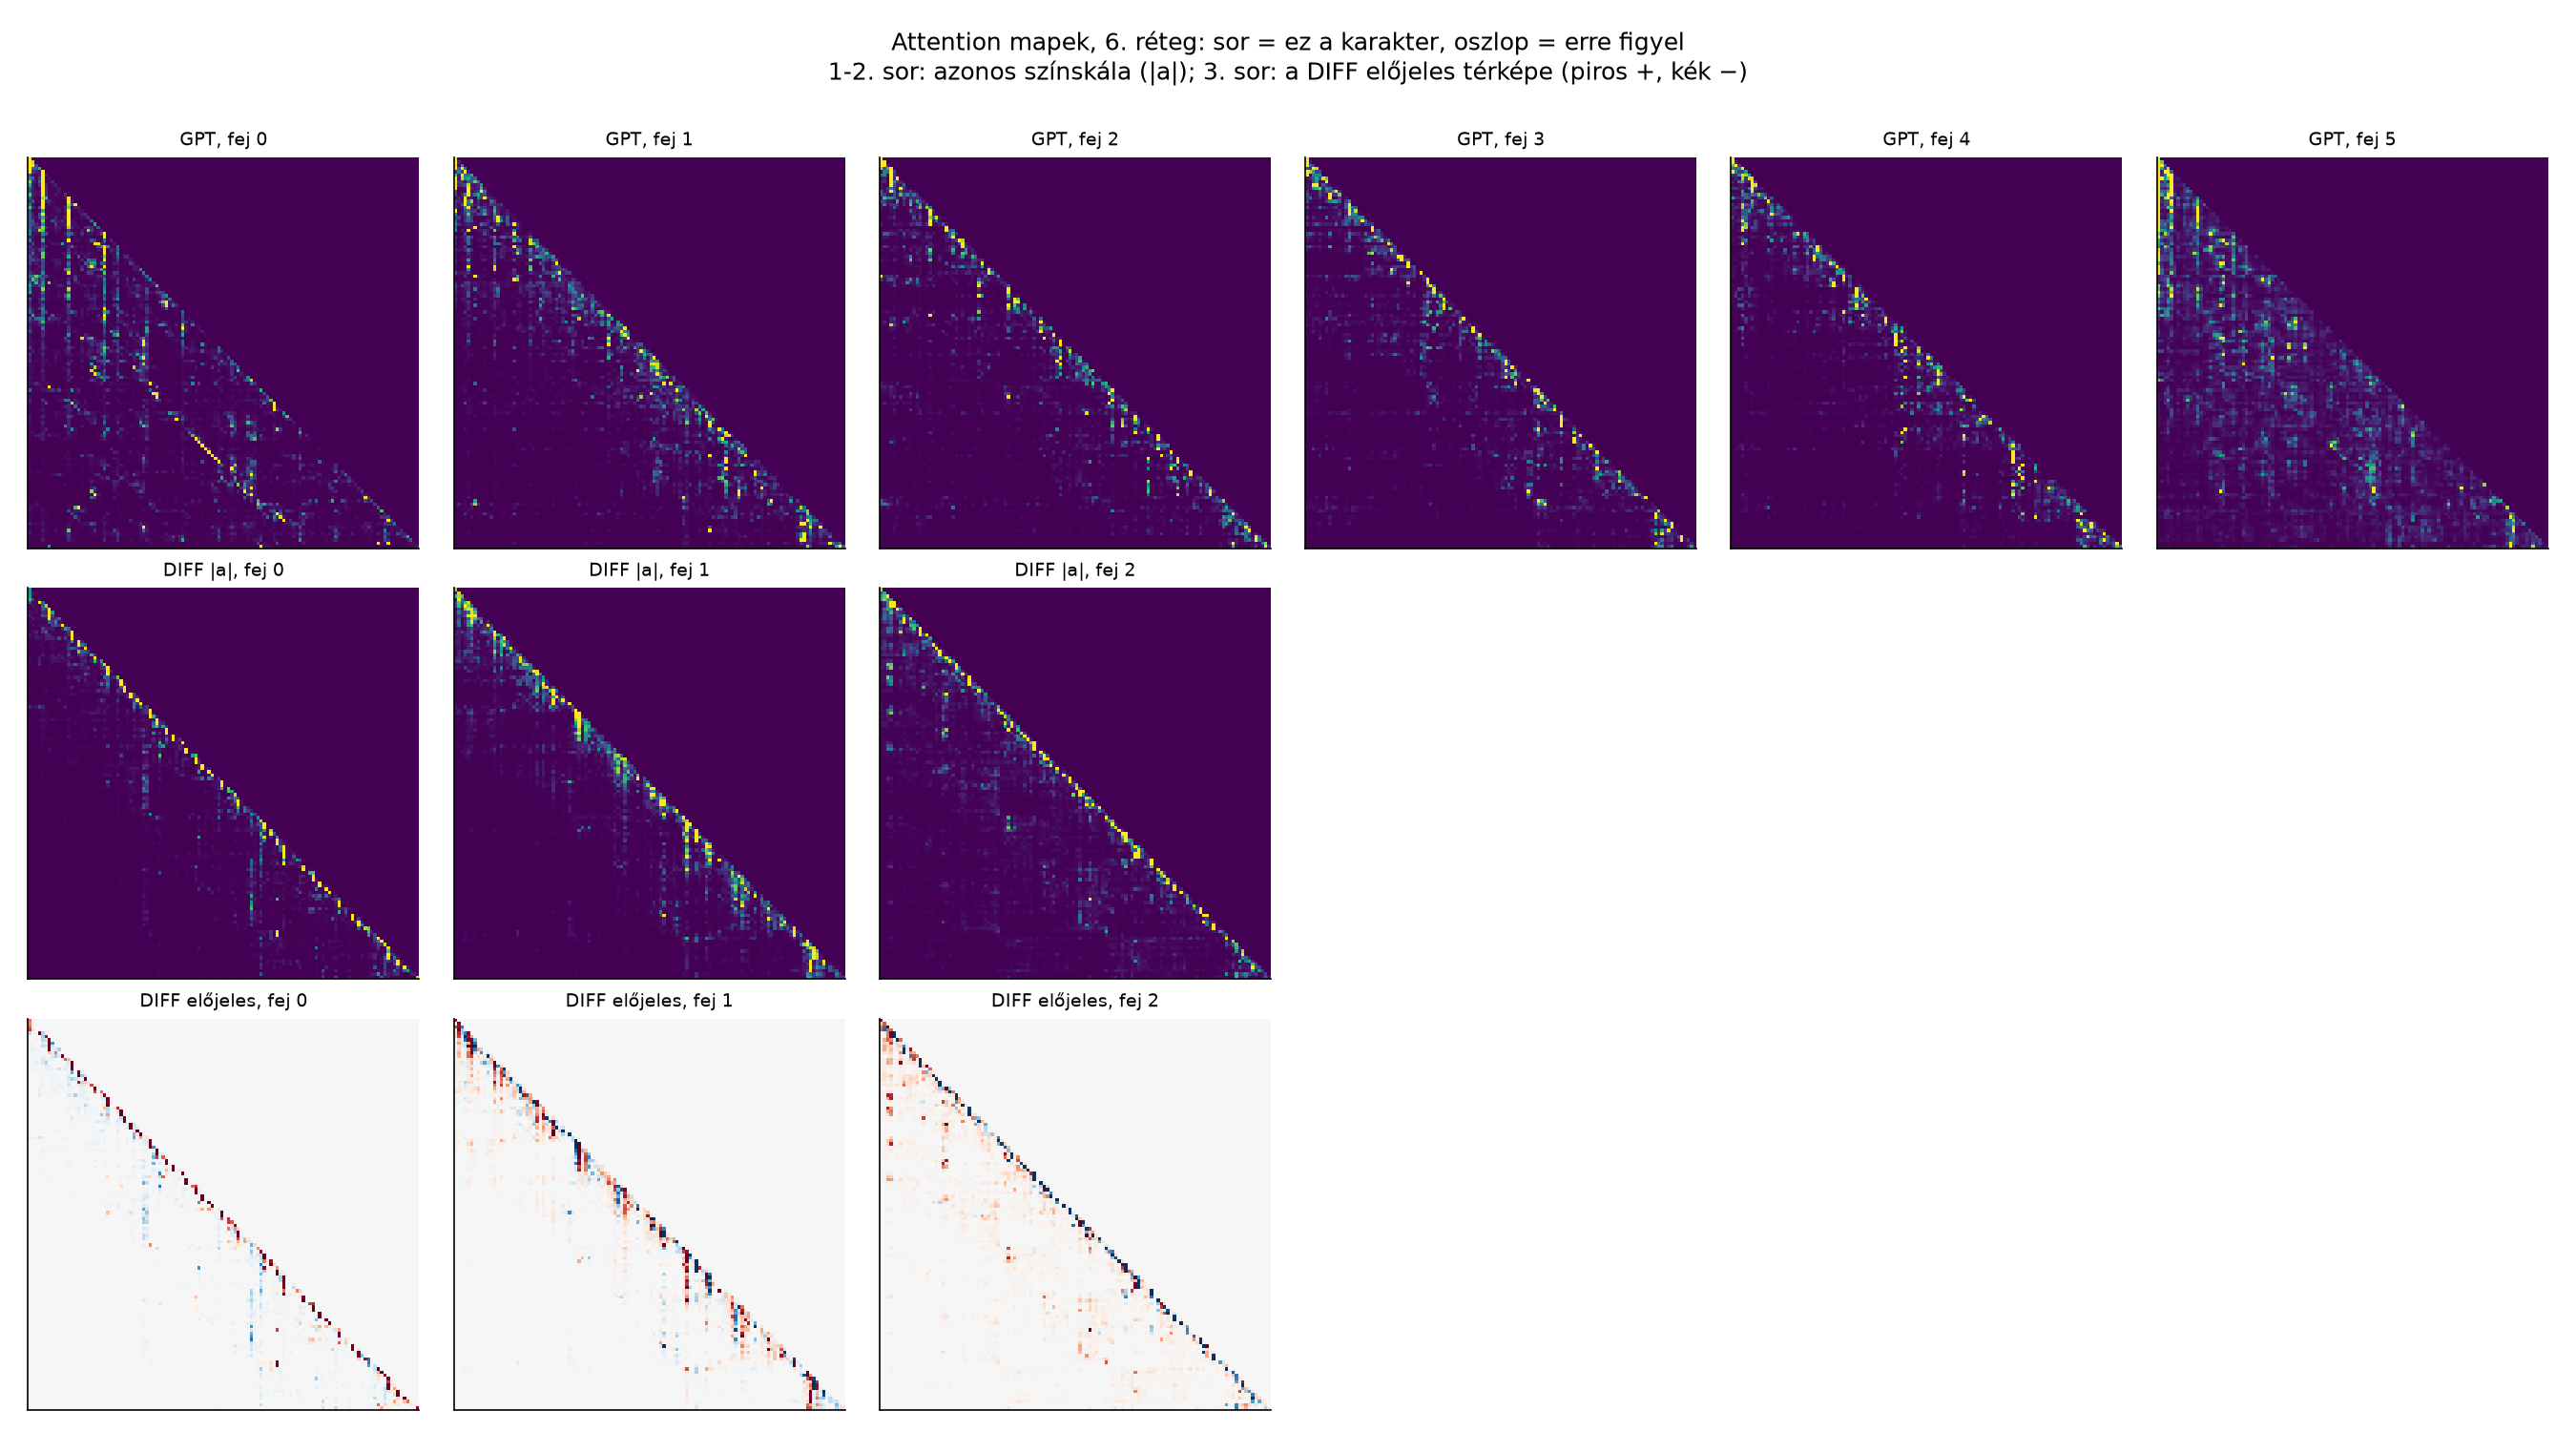 Attention mapek, 6. réteg: sor = ez a karakter, oszlop = erre figyel
1-2. sor: azonos színskála (|a|); 3. sor: a DIFF előjeles térképe (piros +, kék −)
GPT, fej 0
GPT, fej 1
GPT, fej 2
GPT, fej 3
GPT, fej 4
GPT, fej 5
DIFF |a|, fej 0
DIFF |a|, fej 1
DIFF |a|, fej 2
DIFF előjeles, fej 0
DIFF előjeles, fej 1
DIFF előjeles, fej 2